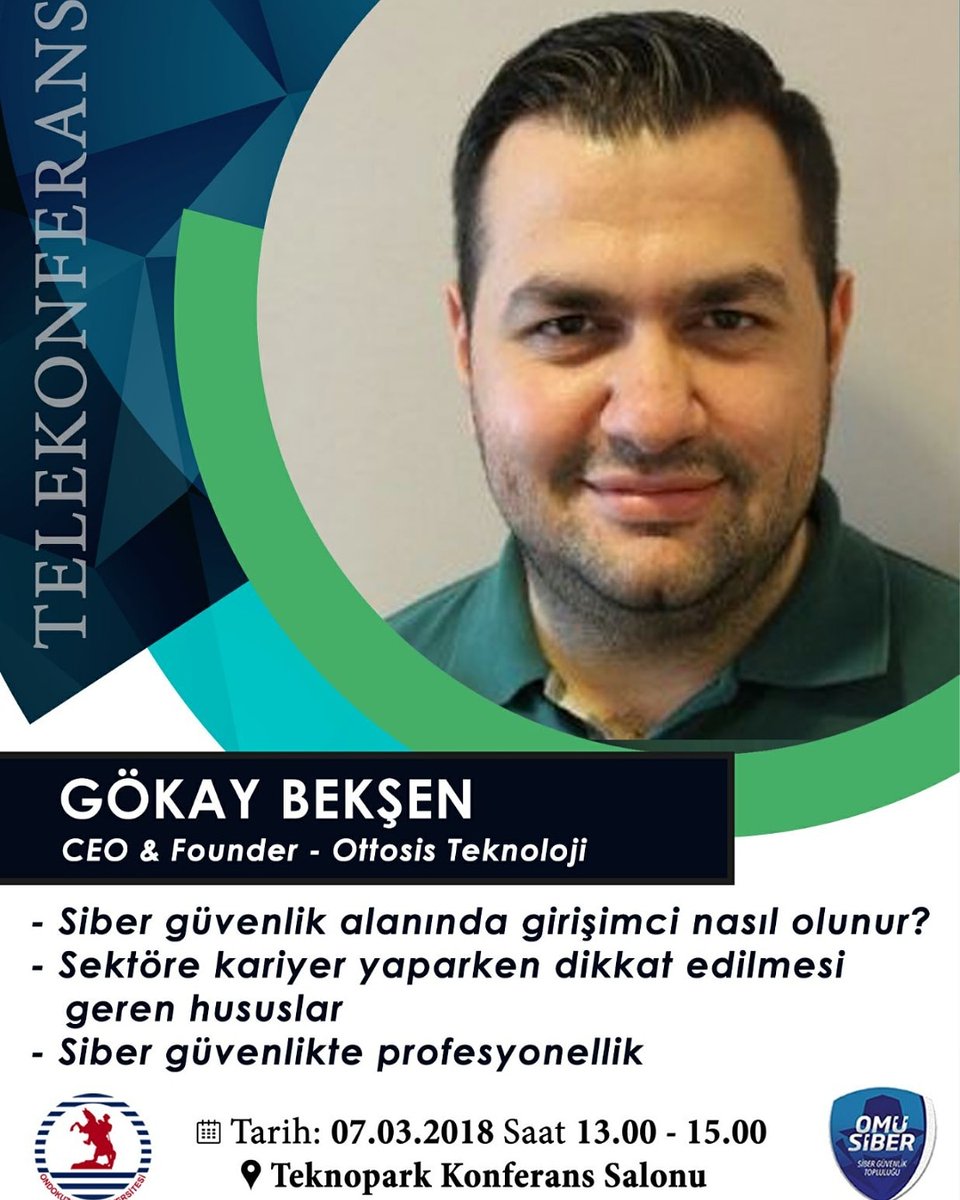 TELEKONFERANS
GÖKAY BEKŞEN
CEO & Founder - Ottosis Teknoloji
- Siber güvenlik alanında girişimci nasıl olunur?
- Sektöre kariyer yaparken dikkat edilmesi
geren hususlar
- Siber güvenlikte profesyonellik
Tarih: 07.03.2018 Saat 13.00 - 15.00
Teknopark Konferans Salonu
OMÜ
SİBER
SİBER GÜVENLİK
TOPLULUĞU